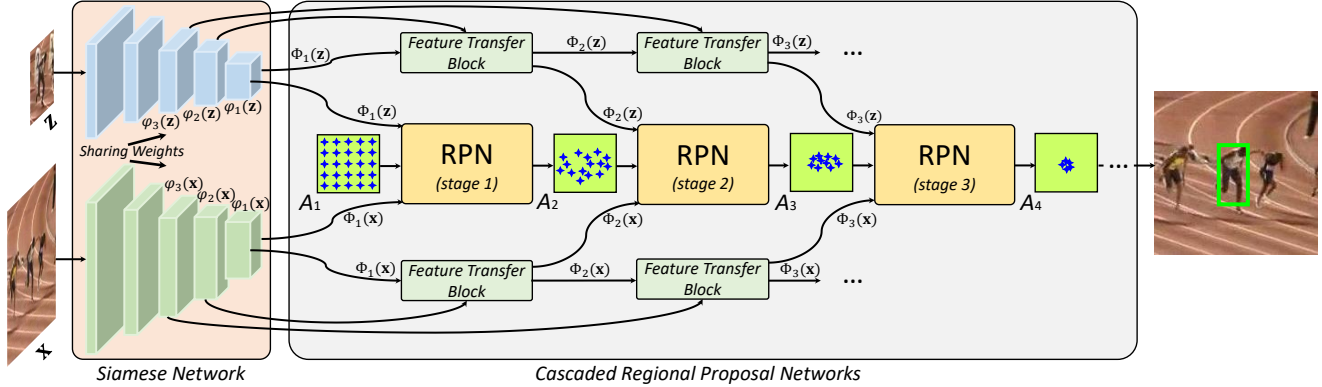 Φ₁(z)
Feature Transfer
Block
Φ₂(z)
Feature Transfer
Block
Φ₃(z)
...
z
φ₃(z)
φ₂(z)
φ₁(z)
Φ₁(z)
Φ₂(z)
Φ₃(z)
Sharing Weights
RPN
(stage 1)
RPN
(stage 2)
RPN
(stage 3)
...
A₁
A₂
A₃
A₄
φ₃(x)
φ₂(x)
φ₁(x)
Φ₁(x)
Φ₂(x)
Φ₃(x)
Φ₁(x)
Feature Transfer
Block
Φ₂(x)
Feature Transfer
Block
Φ₃(x)
...
x
Siamese Network
Cascaded Regional Proposal Networks